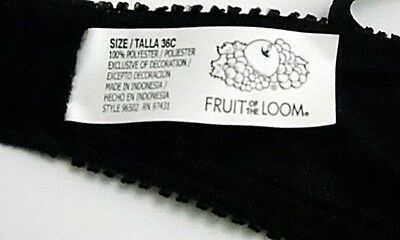 SIZE / TALLA 36C
100% POLYESTER / POLIESTER
EXCLUSIVE OF DECORATION /
EXCEPTO DECORACION
MADE IN INDONESIA /
HECHO EN INDONESIA
STYLE 96502 RN 97431
FRUIT OF THE LOOM®